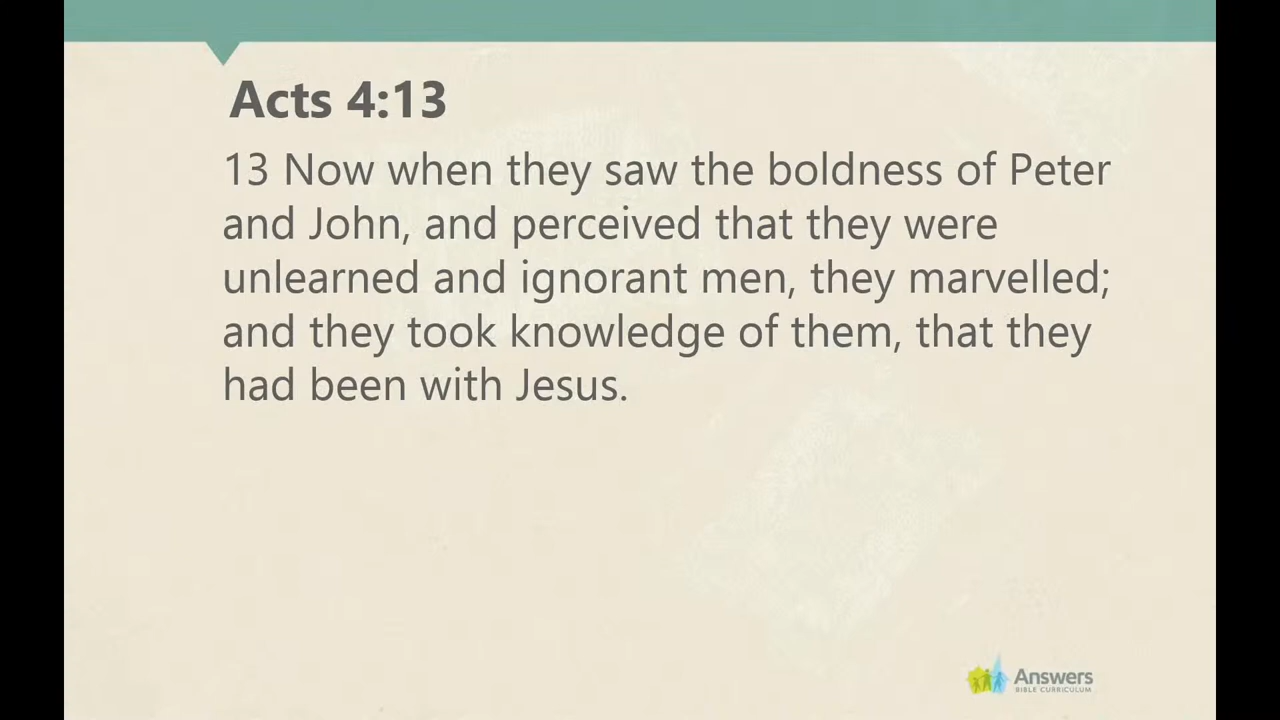 Acts 4:13
13 Now when they saw the boldness of Peter
and John, and perceived that they were
unlearned and ignorant men, they marvelled;
and they took knowledge of them, that they
had been with Jesus.
Answers
BIBLE CURRICULUM